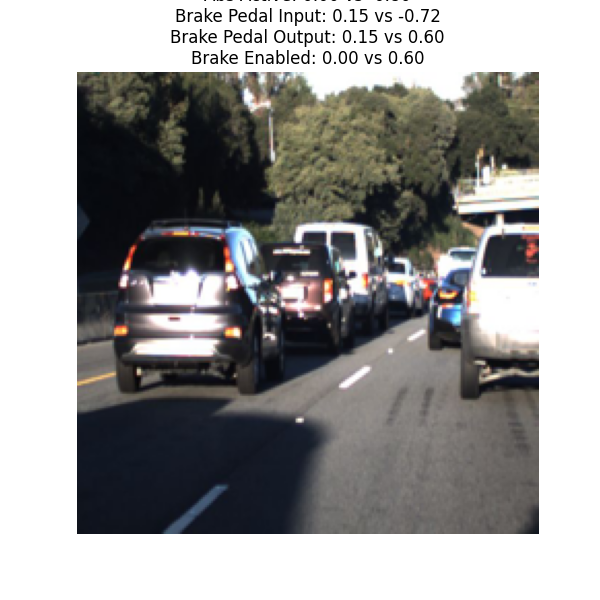 Brake Pedal Input: 0.15 vs -0.72
Brake Pedal Output: 0.15 vs 0.60
Brake Enabled: 0.00 vs 0.60